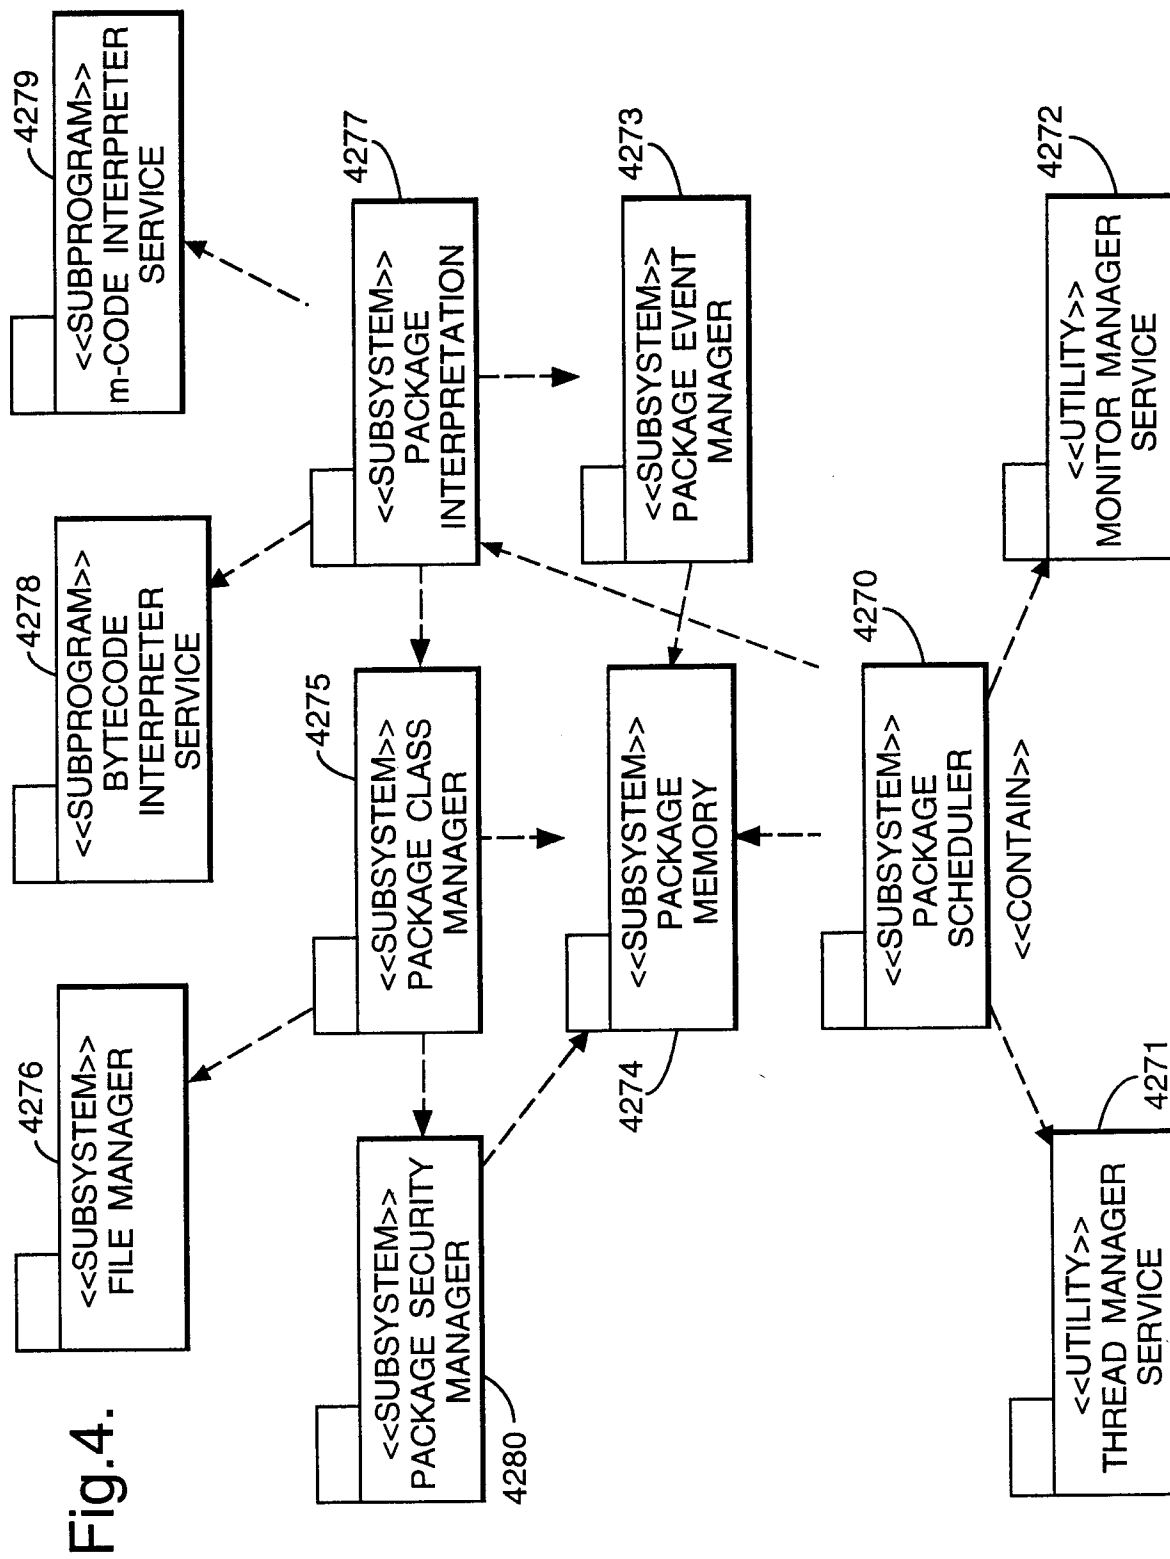 Fig.4.
4276
<<SUBSYSTEM>>
FILE MANAGER
4278
<<SUBPROGRAM>>
BYTECODE
INTERPRETER
SERVICE
4279
<<SUBPROGRAM>>
m-CODE INTERPRETER
SERVICE
<<SUBSYSTEM>>
PACKAGE SECURITY
MANAGER
4280
4275
<<SUBSYSTEM>>
PACKAGE CLASS
MANAGER
4277
<<SUBSYSTEM>>
PACKAGE
INTERPRETATION
<<SUBSYSTEM>>
PACKAGE
MEMORY
4274
4273
<<SUBSYSTEM>>
PACKAGE EVENT
MANAGER
4270
<<SUBSYSTEM>>
PACKAGE
SCHEDULER
<<CONTAIN>>
4271
<<UTILITY>>
THREAD MANAGER
SERVICE
4272
<<UTILITY>>
MONITOR MANAGER
SERVICE